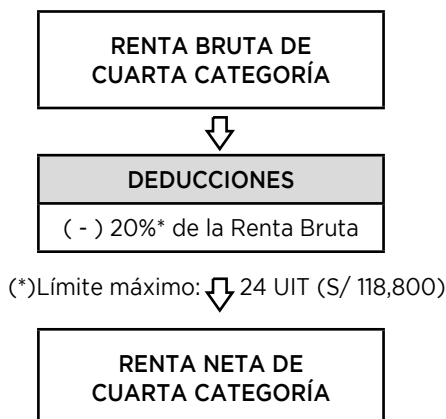 RENTA BRUTA DE
CUARTA CATEGORÍA
DEDUCCIONES
( - ) 20%* de la Renta Bruta
(*)Límite máximo: 24 UIT (S/ 118,800)
RENTA NETA DE
CUARTA CATEGORÍA